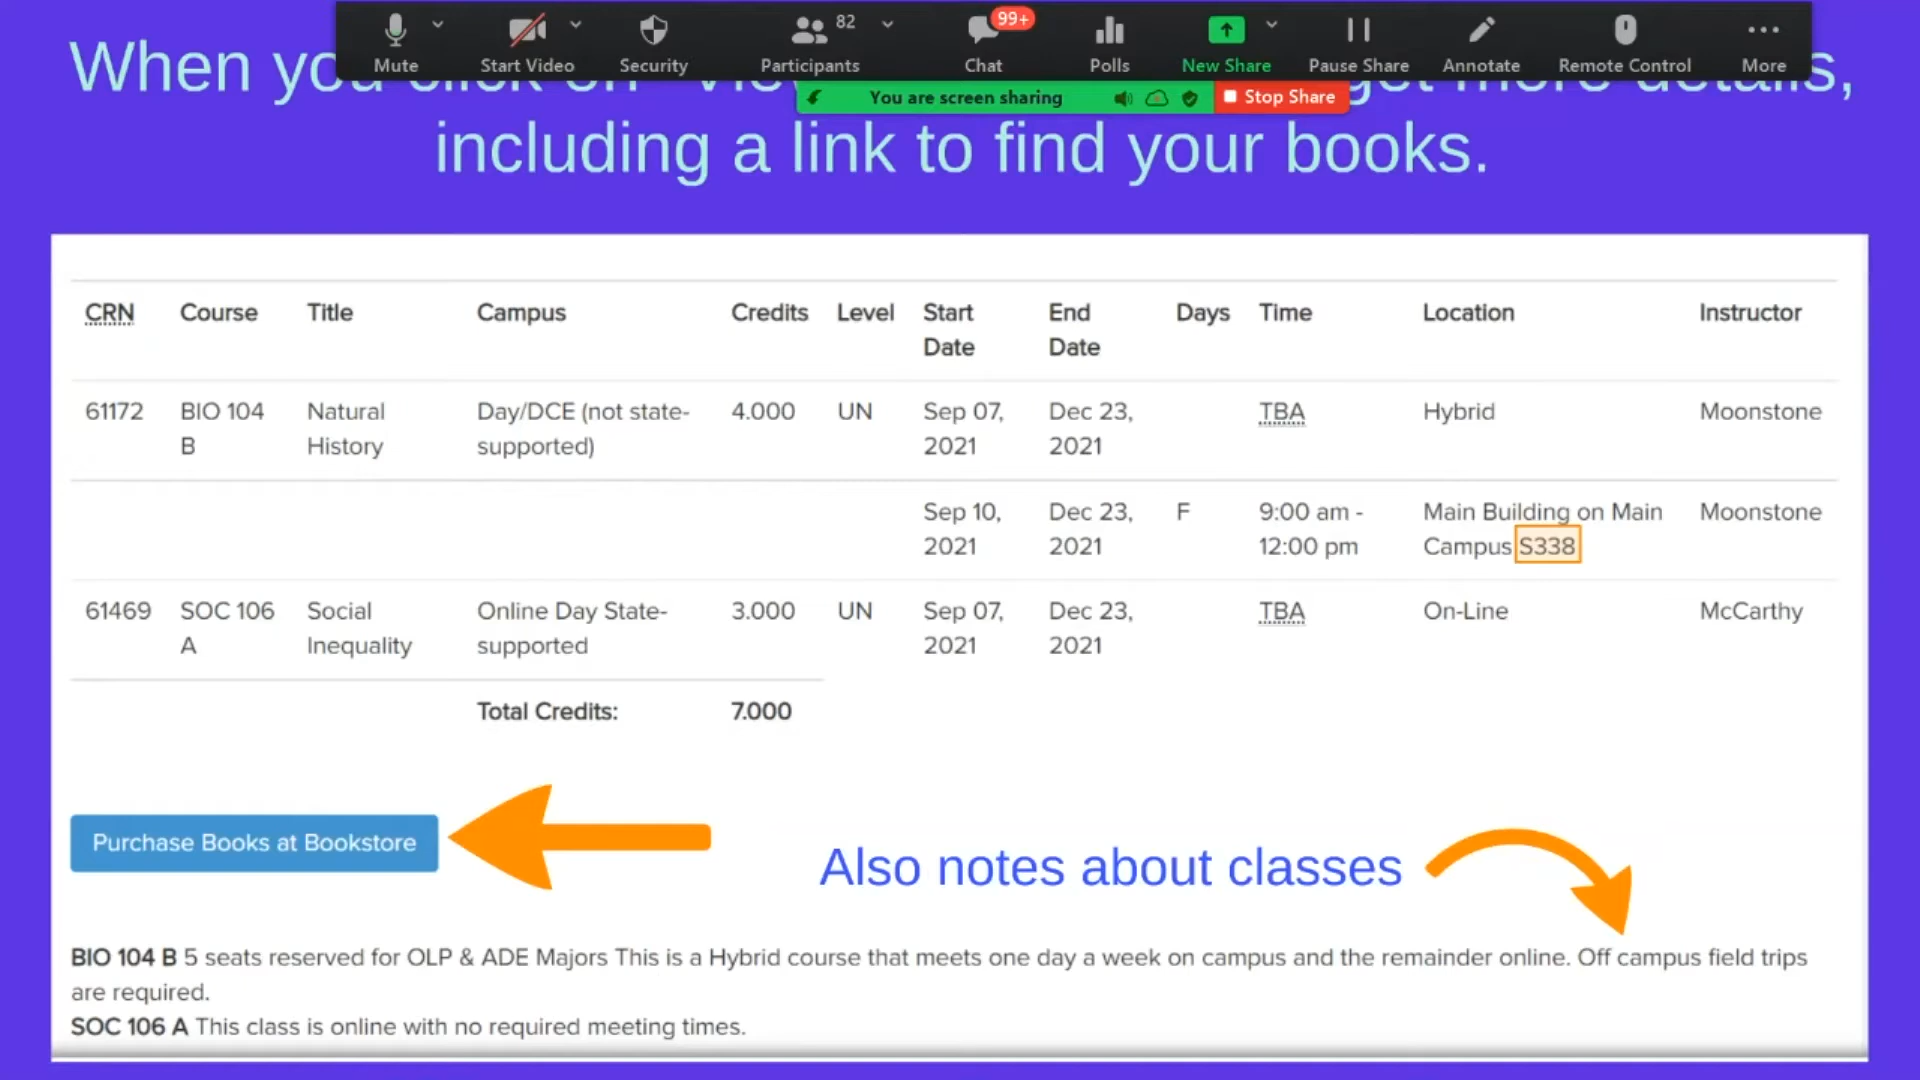 Mute
Start Video
Security
82
Participants
99+
Chat
Polls
New Share
Pause Share
Annotate
Remote Control
More
You are screen sharing
Stop Share
When you click on get more details,
including a link to find your books.
CRN Course Title Campus Credits Level Start Date End Date Days Time Location Instructor
61172 BIO 104 B Natural History Day/DCE (not state-supported) 4.000 UN Sep 07, 2021 Dec 23, 2021 TBA Hybrid Moonstone
Sep 10, 2021 Dec 23, 2021 F 9:00 am - 12:00 pm Main Building on Main Campus S338 Moonstone
61469 SOC 106 A Social Inequality Online Day State-supported 3.000 UN Sep 07, 2021 Dec 23, 2021 TBA On-Line McCarthy
Total Credits: 7.000
Purchase Books at Bookstore
Also notes about classes
BIO 104 B 5 seats reserved for OLP & ADE Majors This is a Hybrid course that meets one day a week on campus and the remainder online. Off campus field trips
are required.
SOC 106 A This class is online with no required meeting times.